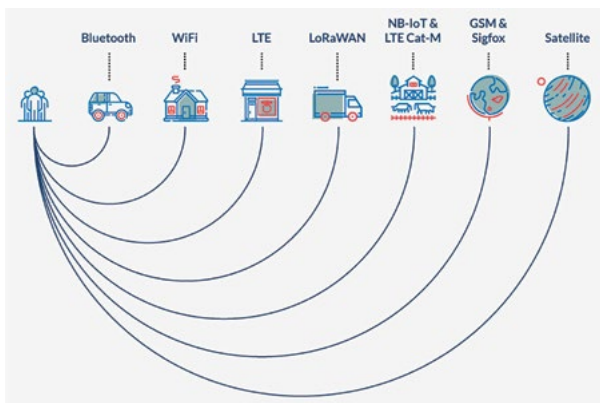 Bluetooth
WiFi
LTE
LoRaWAN
NB-IoT &
LTE Cat-M
GSM &
Sigfox
Satellite